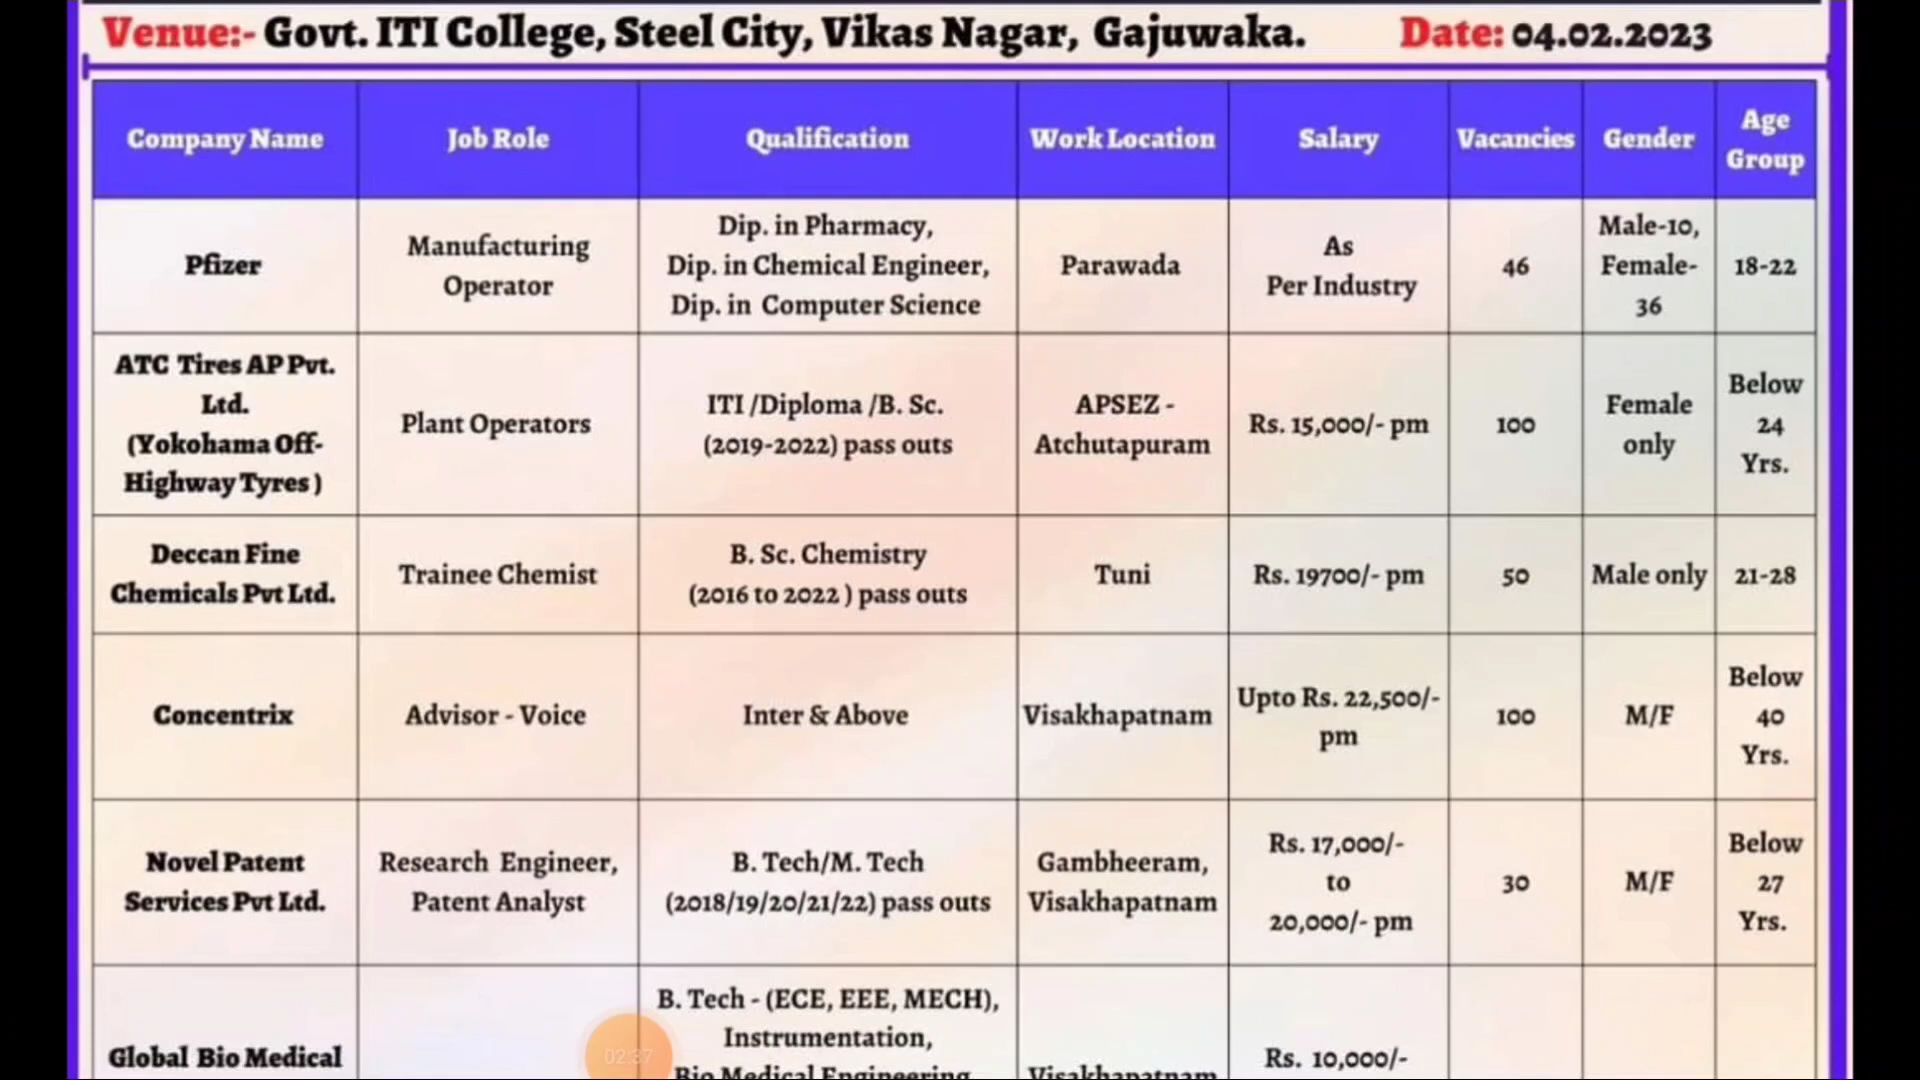 Venue:- Govt. ITI College, Steel City, Vikas Nagar, Gajuwaka. Date: 04.02.2023
Company Name
Job Role
Qualification
Work Location
Salary
Vacancies
Gender
Age
Group
Pfizer
Manufacturing
Operator
Dip. in Pharmacy,
Dip. in Chemical Engineer,
Dip. in Computer Science
Parawada
As
Per Industry
46
Male-10,
Female-
36
18-22
ATC Tires AP Pvt.
Ltd.
(Yokohama Off-
Highway Tyres )
Plant Operators
ITI /Diploma /B. Sc.
(2019-2022) pass outs
APSEZ -
Atchutapuram
Rs. 15,000/- pm
100
Female
only
Below
24
Yrs.
Deccan Fine
Chemicals Pvt Ltd.
Trainee Chemist
B. Sc. Chemistry
(2016 to 2022 ) pass outs
Tuni
Rs. 19700/- pm
50
Male only
21-28
Concentrix
Advisor - Voice
Inter & Above
Visakhapatnam
Upto Rs. 22,500/-
pm
100
M/F
Below
40
Yrs.
Novel Patent
Services Pvt Ltd.
Research Engineer,
Patent Analyst
B. Tech/M. Tech
(2018/19/20/21/22) pass outs
Gambheeram,
Visakhapatnam
Rs. 17,000/-
to
20,000/- pm
30
M/F
Below
27
Yrs.
Global Bio Medical
B. Tech - (ECE, EEE, MECH),
Instrumentation,
Bio Medical Engineering
Visakhapatnam
Rs. 10,000/-
02:37